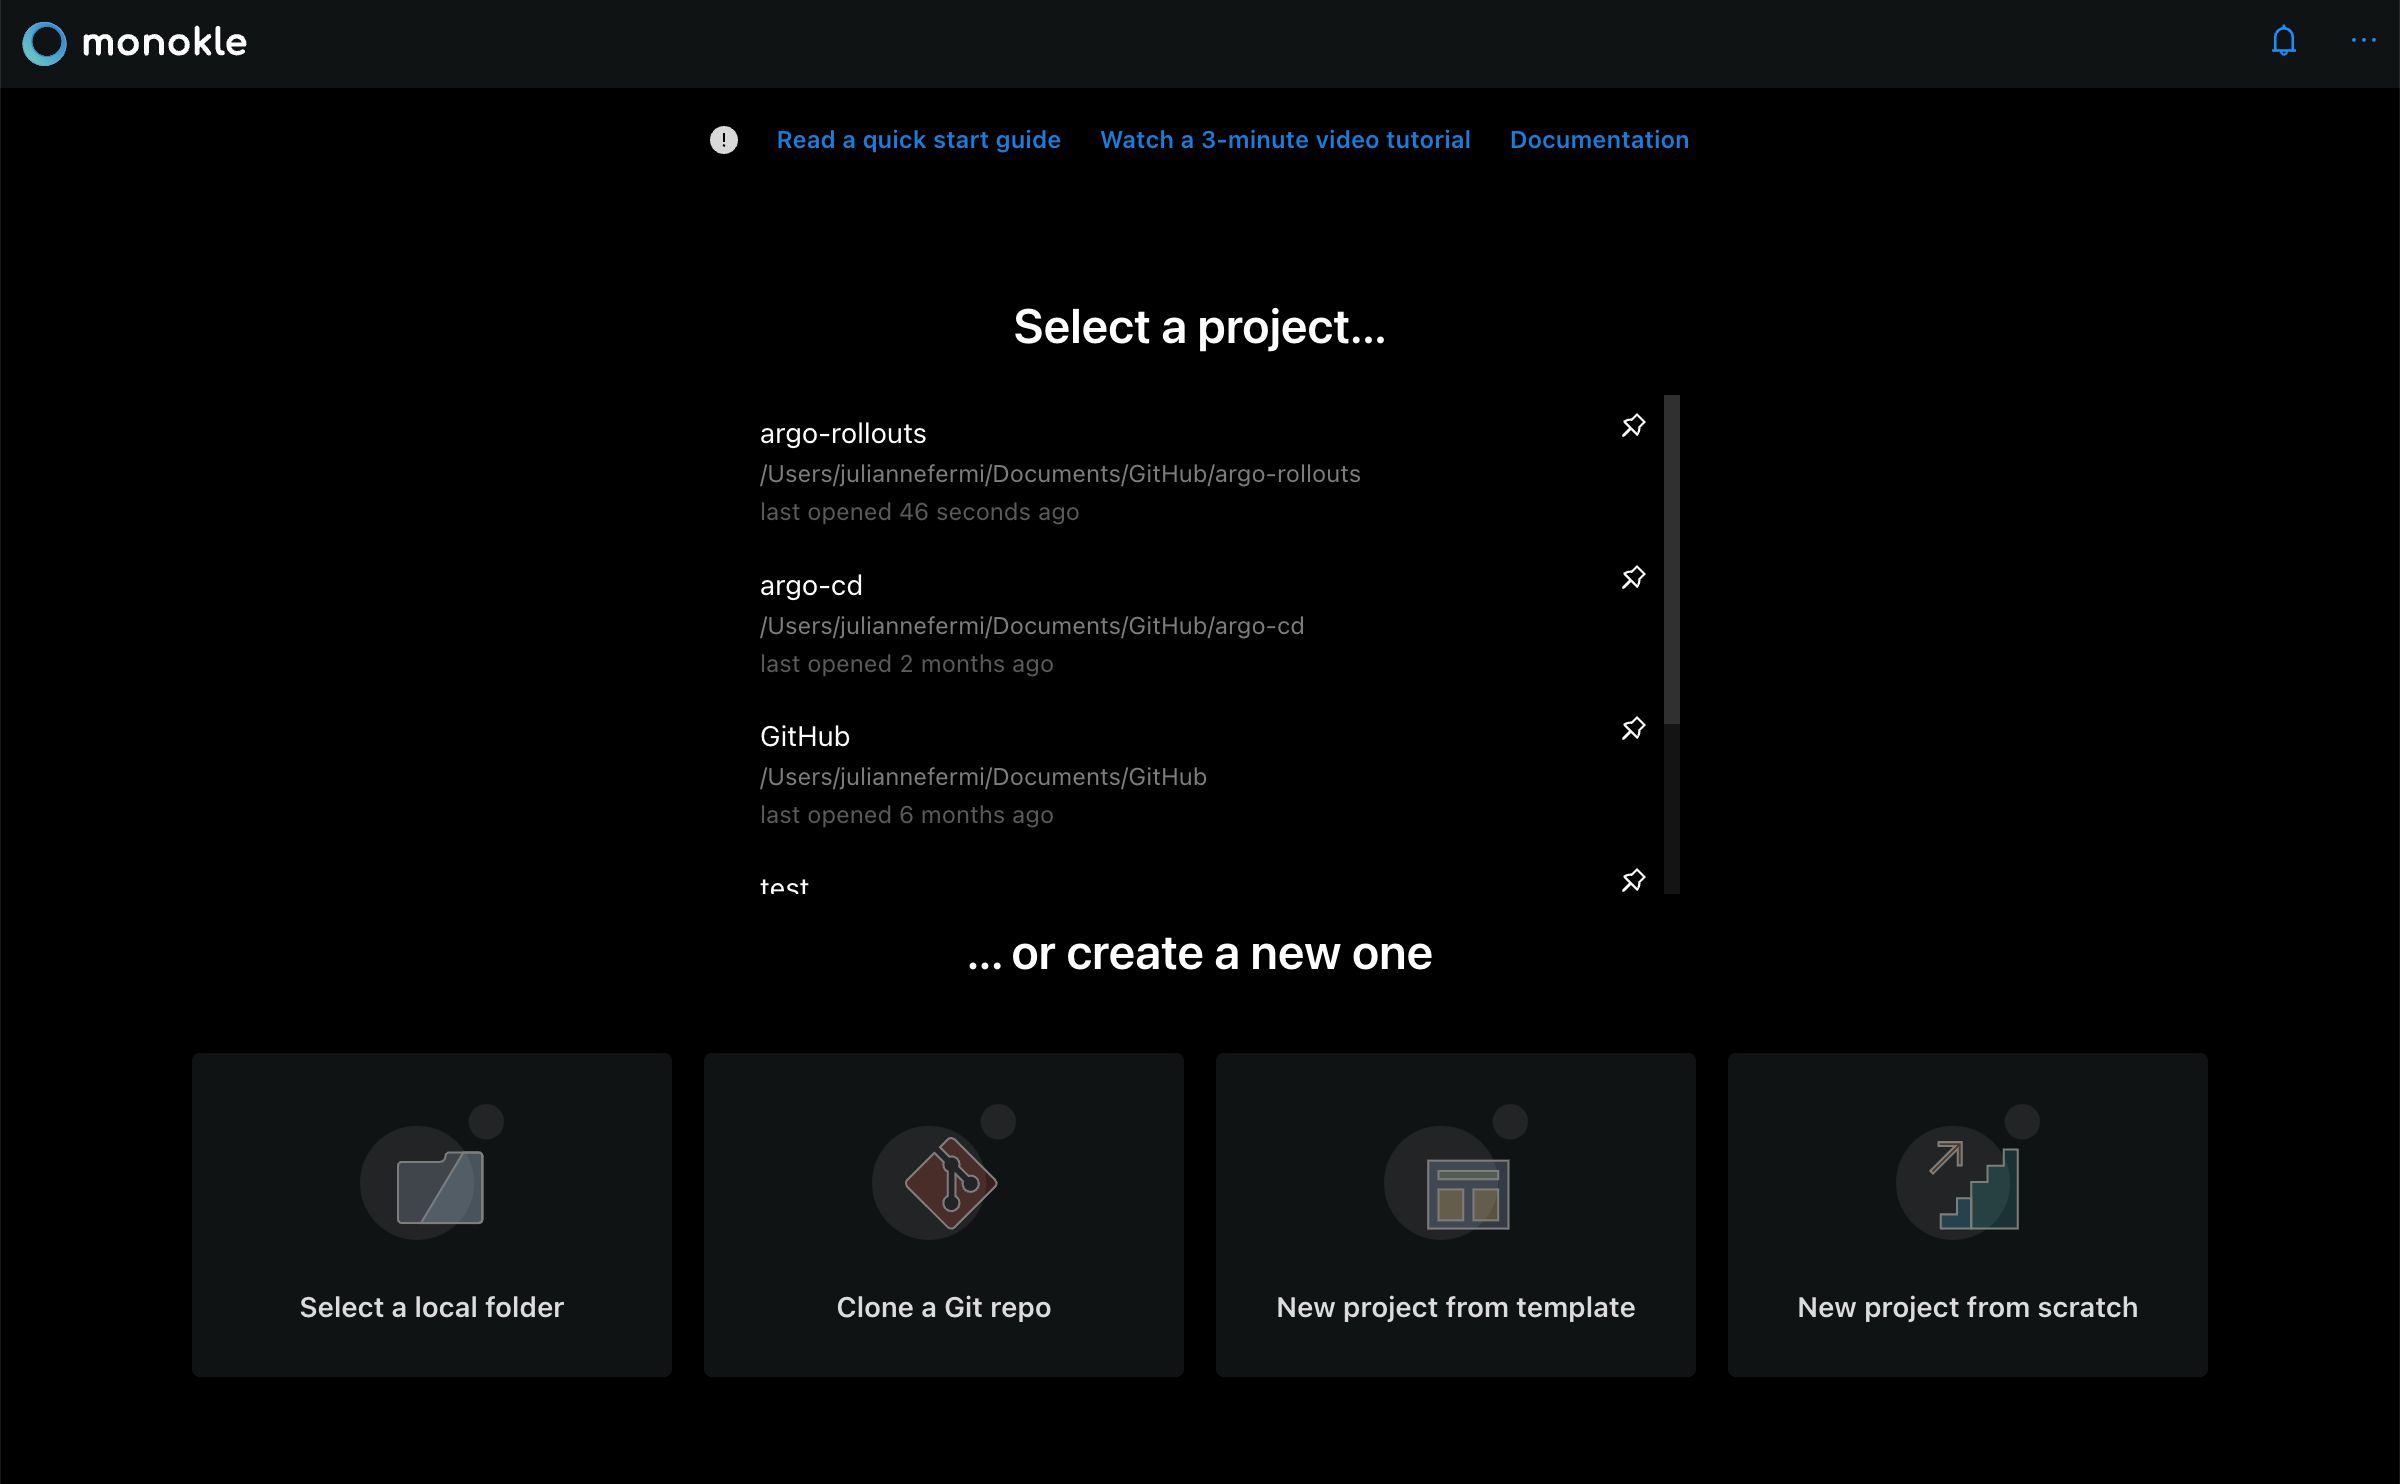 monokle
Read a quick start guide Watch a 3-minute video tutorial Documentation
Select a project...
argo-rollouts
/Users/juliannefermi/Documents/GitHub/argo-rollouts
last opened 46 seconds ago
argo-cd
/Users/juliannefermi/Documents/GitHub/argo-cd
last opened 2 months ago
GitHub
/Users/juliannefermi/Documents/GitHub
last opened 6 months ago
test
... or create a new one
Select a local folder
Clone a Git repo
New project from template
New project from scratch